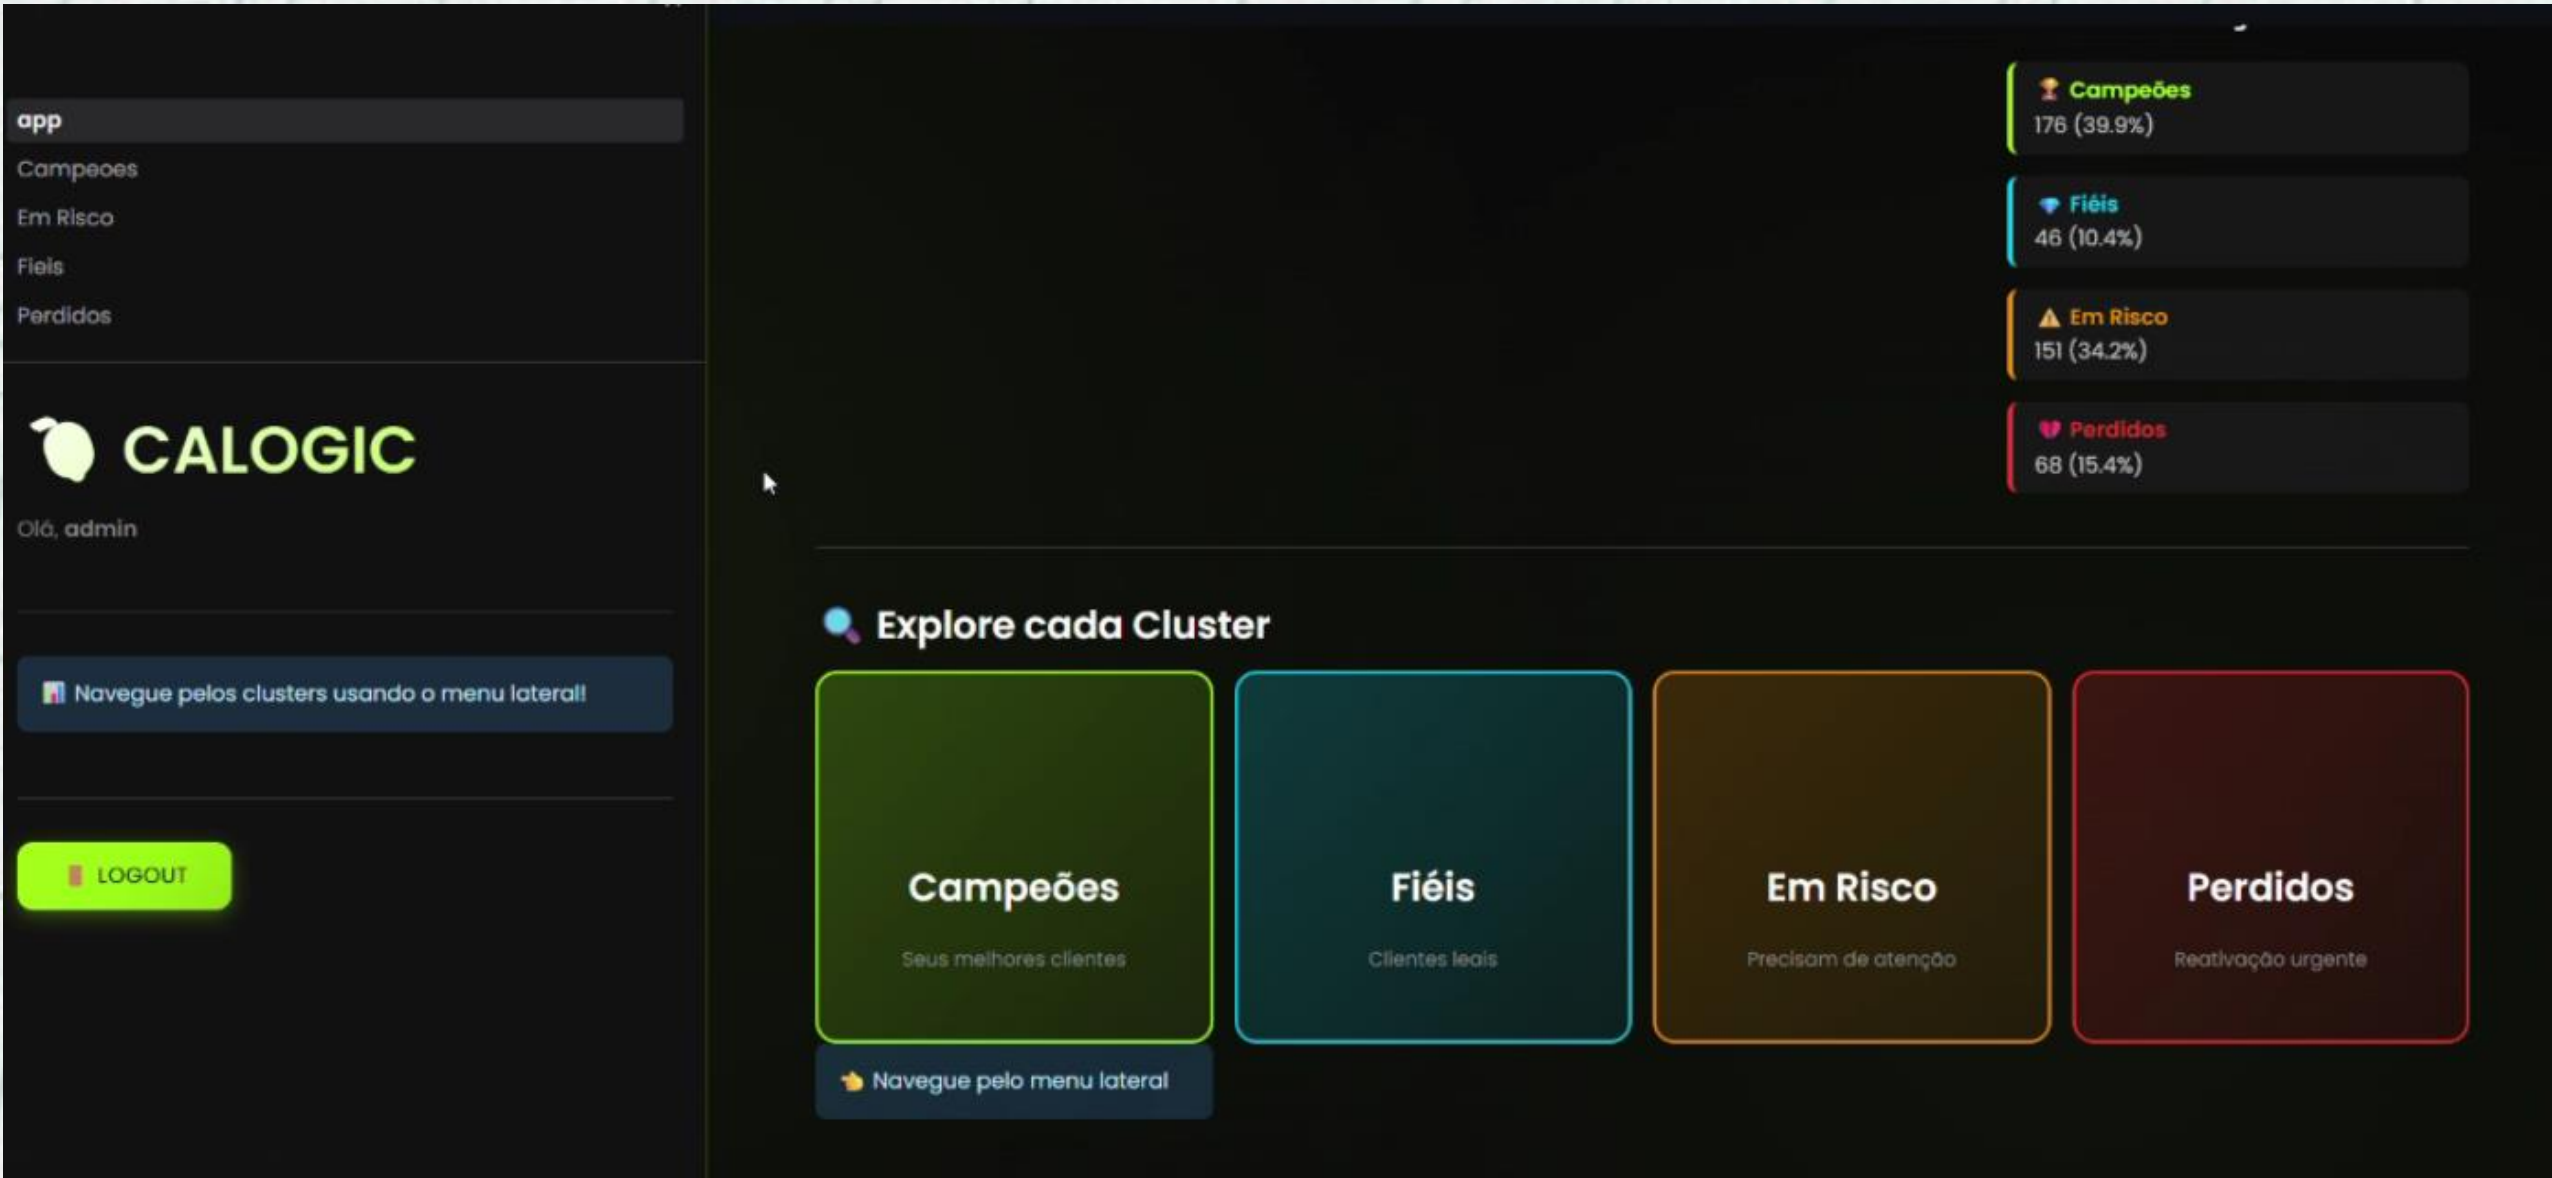 app
Campeoes
Em Risco
Fieis
Perdidos
CALOGIC
Olá, admin
Navegue pelos clusters usando o menu lateral!
LOGOUT
Campeões
176 (39.9%)
Fiéis
46 (10.4%)
Em Risco
151 (34.2%)
Perdidos
68 (15.4%)
Explore cada Cluster
Campeões
Seus melhores clientes
Fiéis
Clientes leais
Em Risco
Precisam de atenção
Perdidos
Reativação urgente
Navegue pelo menu lateral